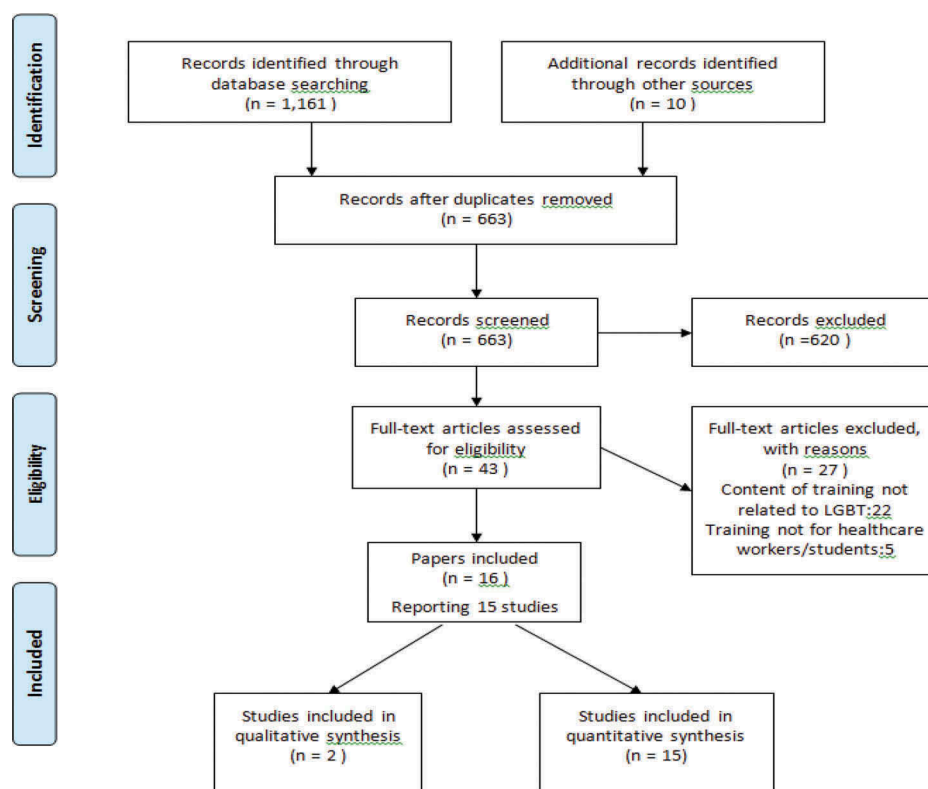 Identification
Records identified through
database searching
(n = 1,161 )
Additional records identified
through other sources
(n = 10 )
Records after duplicates removed
(n = 663)
Screening
Records screened
(n = 663)
Records excluded
(n =620 )
Eligibility
Full-text articles assessed
for eligibility
(n = 43 )
Full-text articles excluded,
with reasons
(n = 27 )
Content of training not
related to LGBT:22
Training not for healthcare
workers/students:5
Papers included
(n = 16 )
Reporting 15 studies
Included
Studies included in
qualitative synthesis
(n = 2 )
Studies included in
quantitative synthesis
(n = 15)